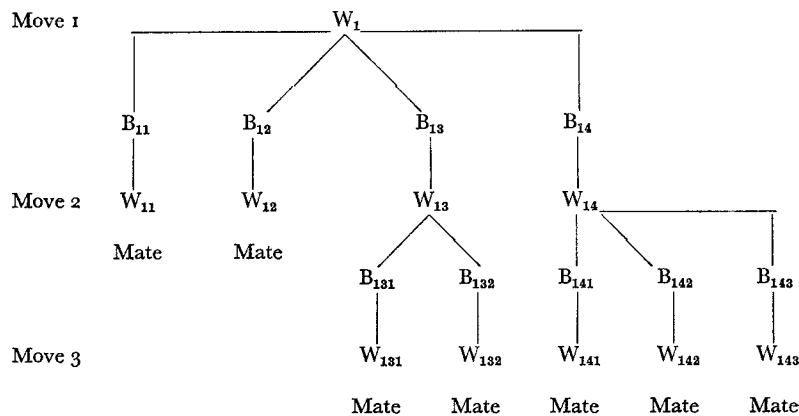 Move 1 W₁
B₁₁ B₁₂ B₁₃ B₁₄
Move 2 W₁₁ W₁₂ W₁₃ W₁₄
Mate Mate
B₁₃₁ B₁₃₂ B₁₄₁ B₁₄₂ B₁₄₃
Move 3 W₁₃₁ W₁₃₂ W₁₄₁ W₁₄₂ W₁₄₃
Mate Mate Mate Mate Mate